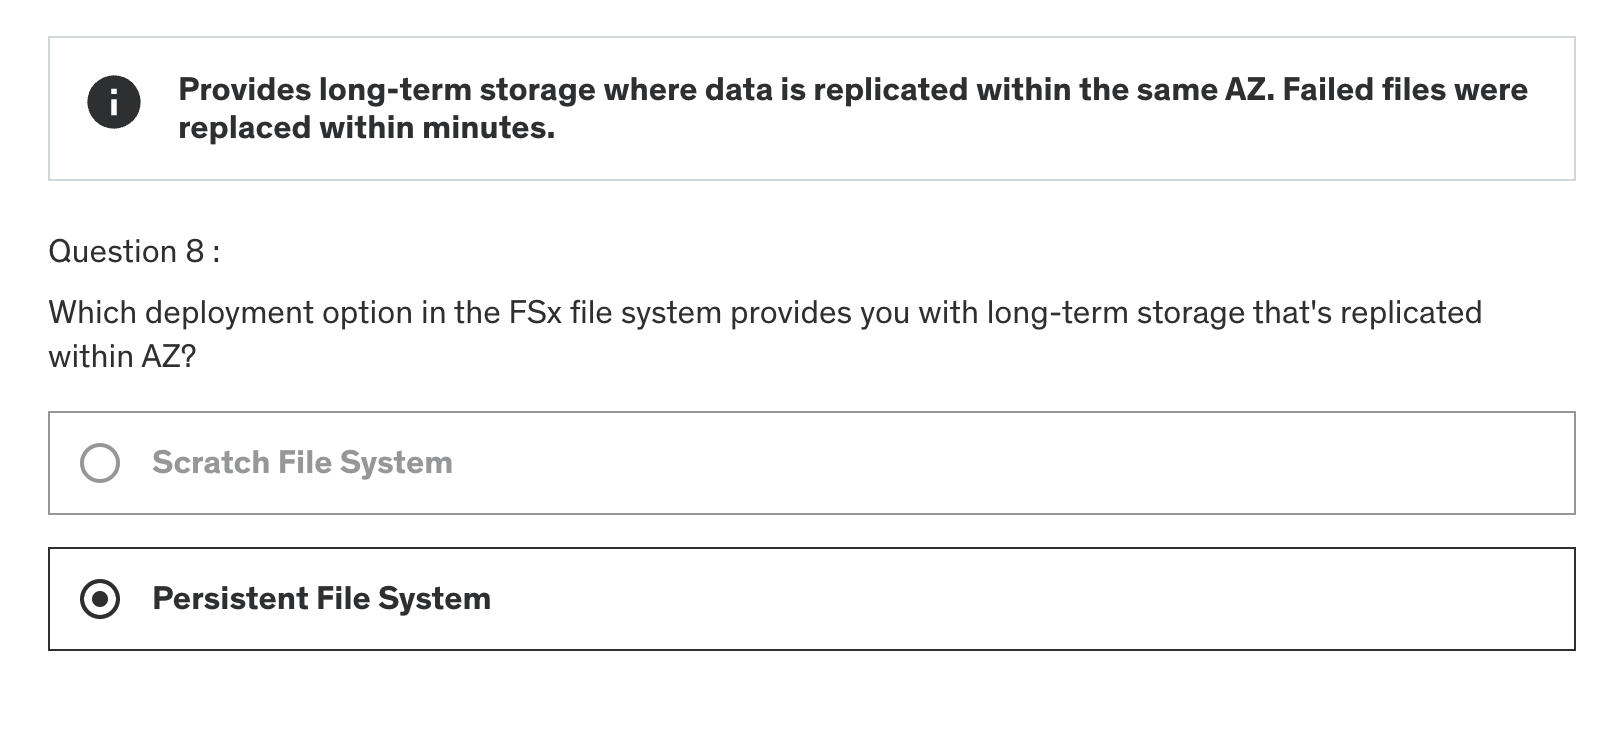 Provides long-term storage where data is replicated within the same AZ. Failed files were
replaced within minutes.
Question 8 :
Which deployment option in the FSx file system provides you with long-term storage that's replicated
within AZ?
Scratch File System
Persistent File System